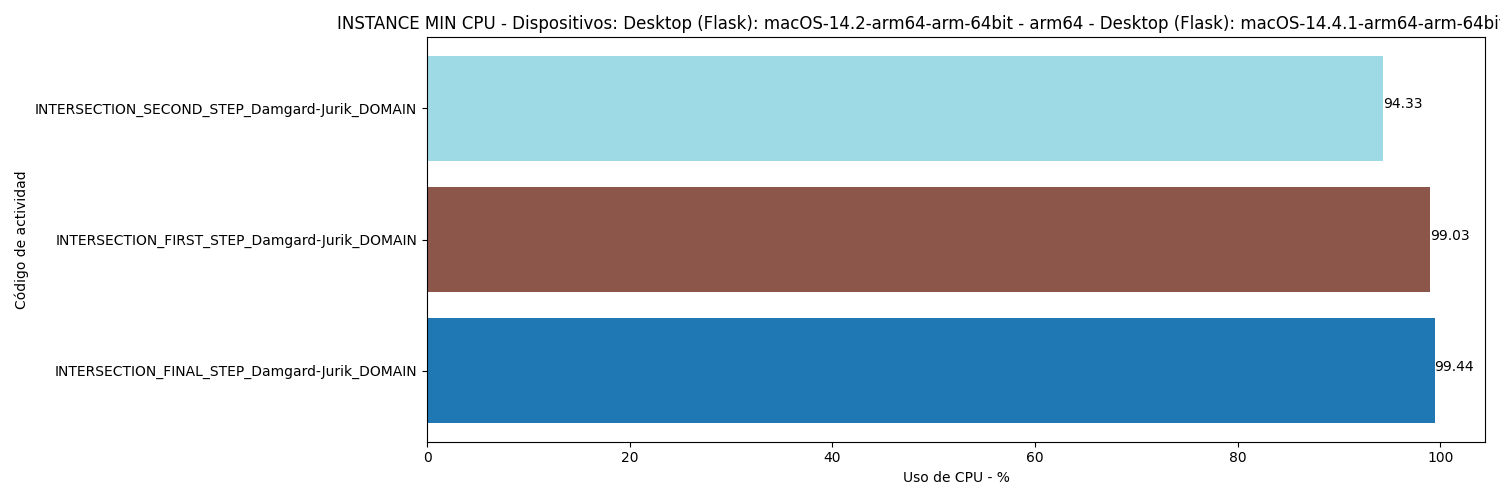 INSTANCE MIN CPU - Dispositivos: Desktop (Flask): macOS-14.2-arm64-arm-64bit - arm64 - Desktop (Flask): macOS-14.4.1-arm64-arm-64bit
INTERSECTION_SECOND_STEP_Damgard-Jurik_DOMAIN
94.33
Código de actividad
INTERSECTION_FIRST_STEP_Damgard-Jurik_DOMAIN
99.03
INTERSECTION_FINAL_STEP_Damgard-Jurik_DOMAIN
99.44
0 20 40 60 80 100
Uso de CPU - %